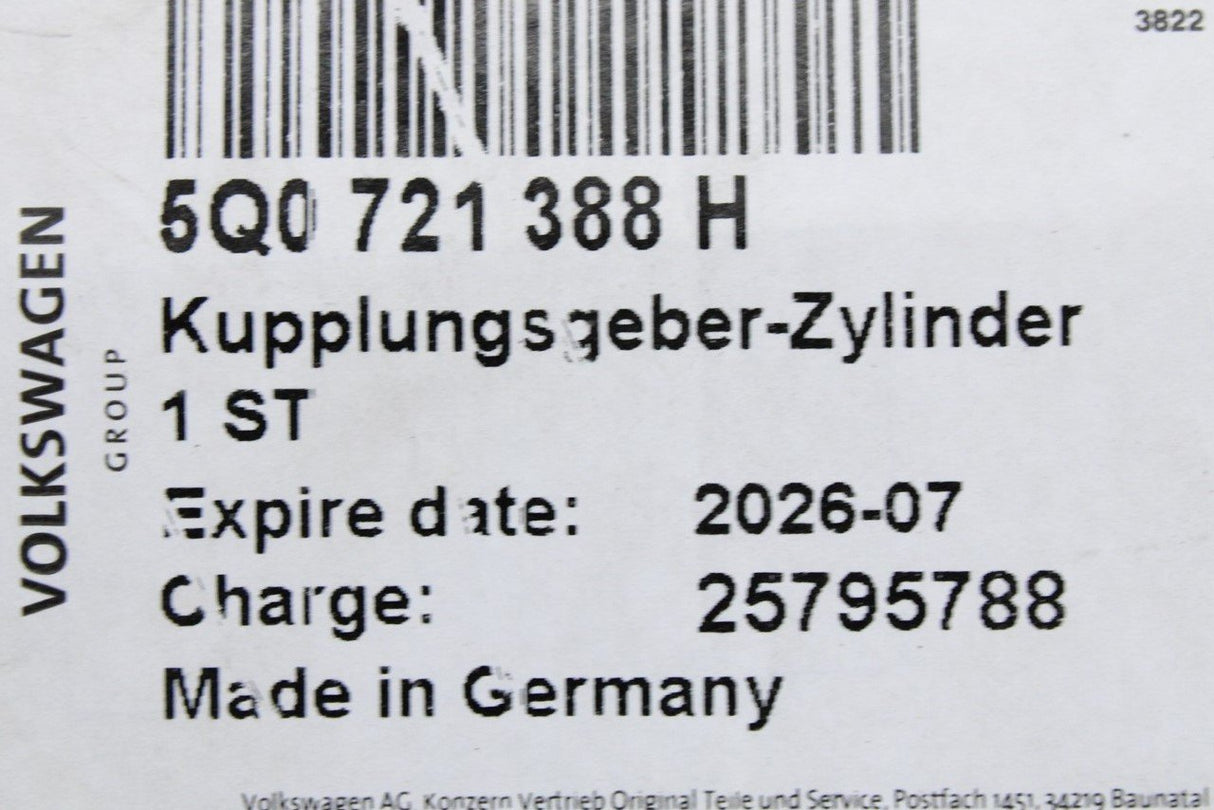 3822
5Q0 721 388 H
Kupplungsgeber-Zylinder
1 ST
Expire date: 2026-07
Charge: 25795788
Made in Germany
VOLKSWAGEN
GROUP
Volkswagen AG, Konzern Vertrieb Original Teile und Service, Postfach 1451, 34219 Baunatal